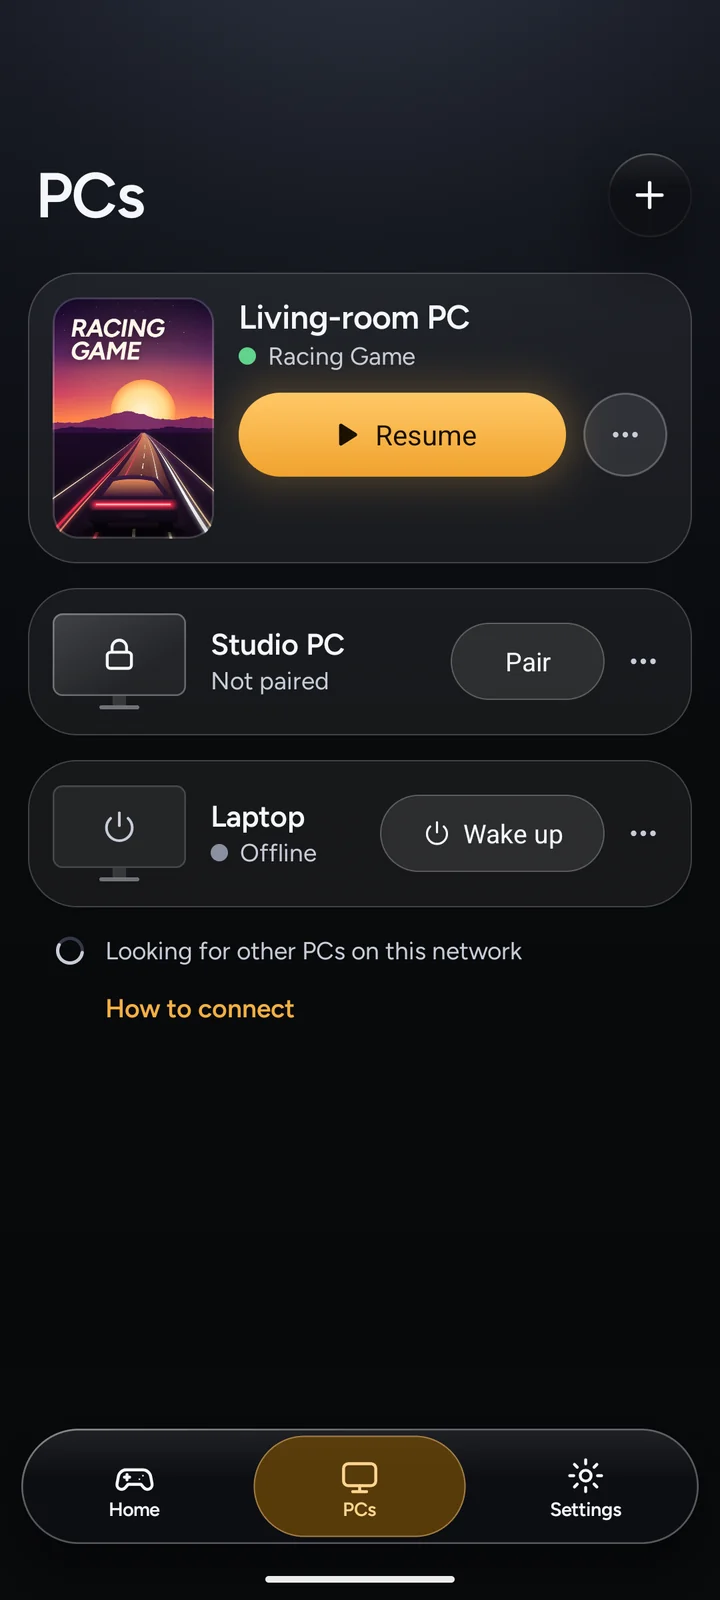 PCs
RACING
GAME
Living-room PC
Racing Game
Resume
Studio PC
Not paired
Pair
Laptop
Offline
Wake up
Looking for other PCs on this network
How to connect
Home
PCs
Settings